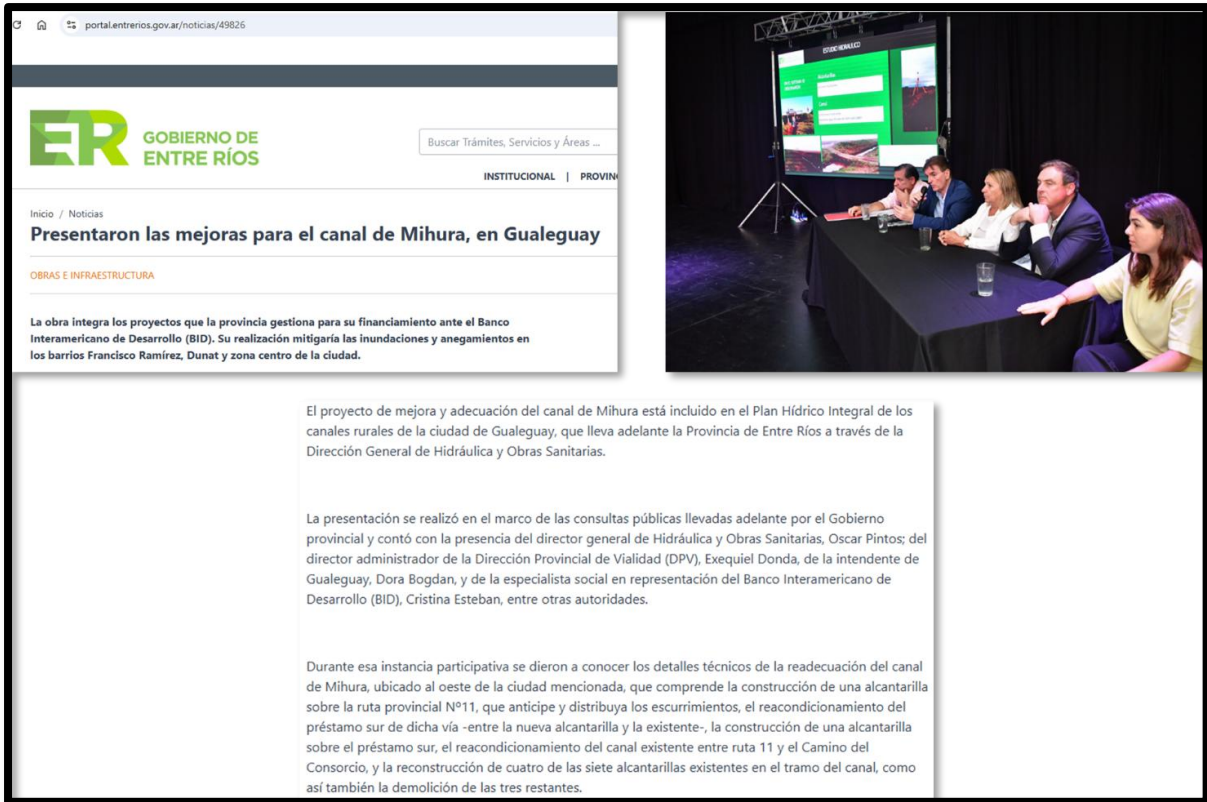 portal.entrerios.gov.ar/noticias/49826
ER
GOBIERNO DE
ENTRE RÍOS
Buscar Trámites, Servicios y Áreas ...
INSTITUCIONAL | PROVINC
Inicio / Noticias
Presentaron las mejoras para el canal de Mihura, en Gualeguay
OBRAS E INFRAESTRUCTURA
La obra integra los proyectos que la provincia gestiona para su financiamiento ante el Banco
Interamericano de Desarrollo (BID). Su realización mitigaría las inundaciones y anegamientos en
los barrios Francisco Ramírez, Dunat y zona centro de la ciudad.
ESTUDIO HIDRÁULICO
El proyecto de mejora y adecuación del canal de Mihura está incluido en el Plan Hídrico Integral de los
canales rurales de la ciudad de Gualeguay, que lleva adelante la Provincia de Entre Ríos a través de la
Dirección General de Hidráulica y Obras Sanitarias.
La presentación se realizó en el marco de las consultas públicas llevadas adelante por el Gobierno
provincial y contó con la presencia del director general de Hidráulica y Obras Sanitarias, Oscar Pintos; del
director administrador de la Dirección Provincial de Vialidad (DPV), Exequiel Donda, de la intendente de
Gualeguay, Dora Bogdan, y de la especialista social en representación del Banco Interamericano de
Desarrollo (BID), Cristina Esteban, entre otras autoridades.
Durante esa instancia participativa se dieron a conocer los detalles técnicos de la readecuación del canal
de Mihura, ubicado al oeste de la ciudad mencionada, que comprende la construcción de una alcantarilla
sobre la ruta provincial Nº11, que anticipe y distribuya los escurrimientos, el reacondicionamiento del
préstamo sur de dicha vía -entre la nueva alcantarilla y la existente-, la construcción de una alcantarilla
sobre el préstamo sur, el reacondicionamiento del canal existente entre ruta 11 y el Camino del
Consorcio, y la reconstrucción de cuatro de las siete alcantarillas existentes en el tramo del canal, como
así también la demolición de las tres restantes.